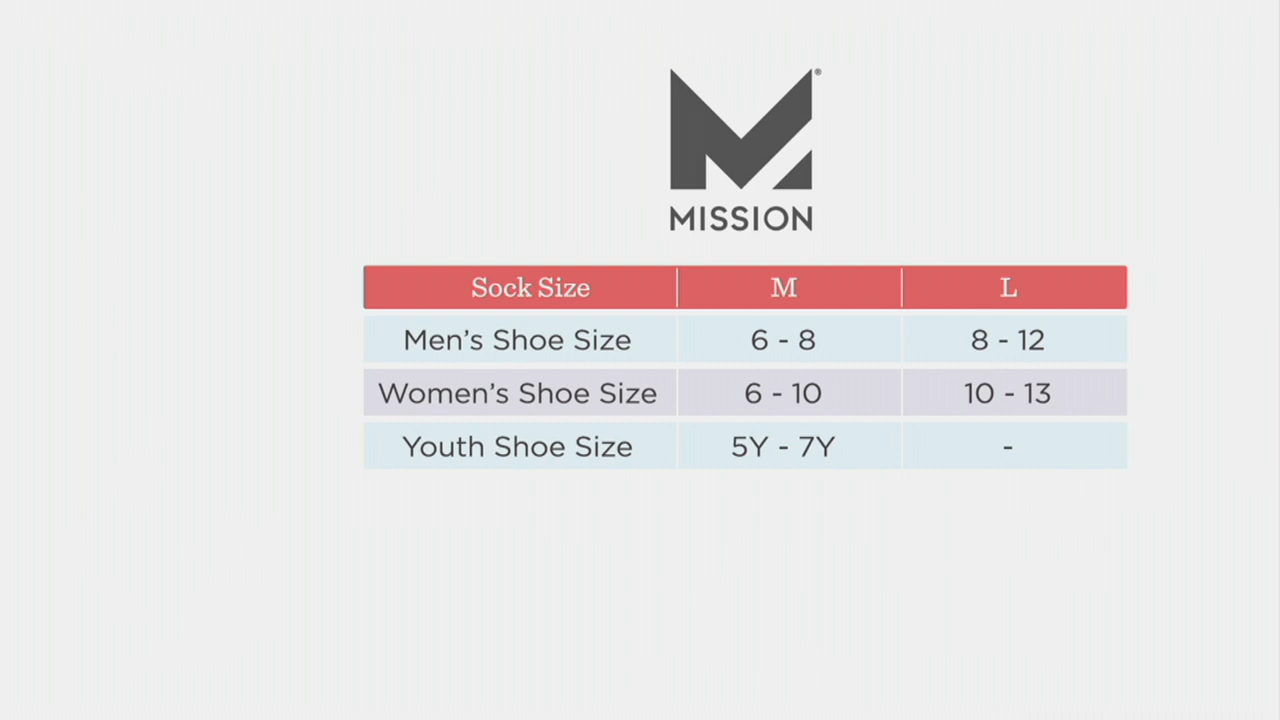 MISSION
Sock Size M L
Men's Shoe Size 6 - 8 8 - 12
Women's Shoe Size 6 - 10 10 - 13
Youth Shoe Size 5Y - 7Y -